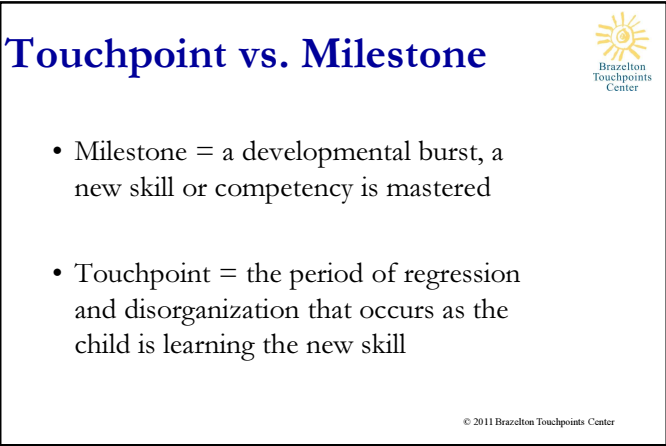 Touchpoint vs. Milestone
Brazelton
Touchpoints
Center
• Milestone = a developmental burst, a
new skill or competency is mastered
• Touchpoint = the period of regression
and disorganization that occurs as the
child is learning the new skill
© 2011 Brazelton Touchpoints Center